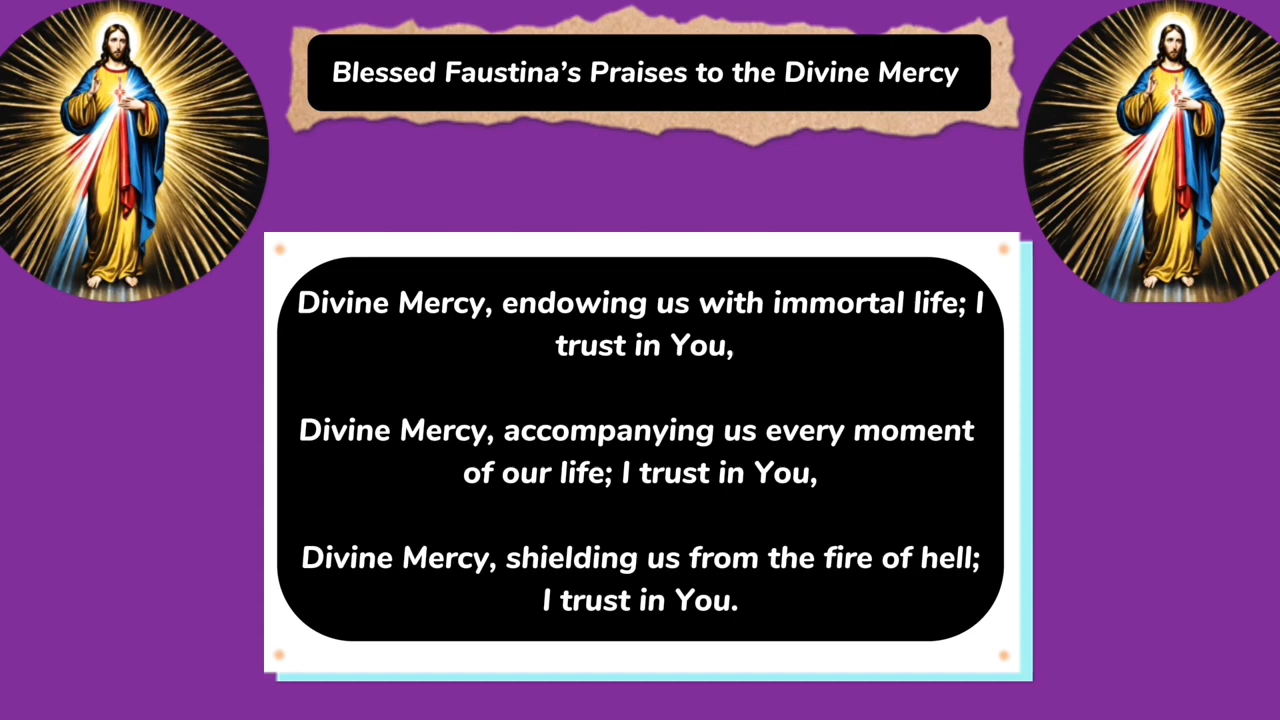 Blessed Faustina’s Praises to the Divine Mercy
Divine Mercy, endowing us with immortal life; I
trust in You,
Divine Mercy, accompanying us every moment
of our life; I trust in You,
Divine Mercy, shielding us from the fire of hell;
I trust in You.